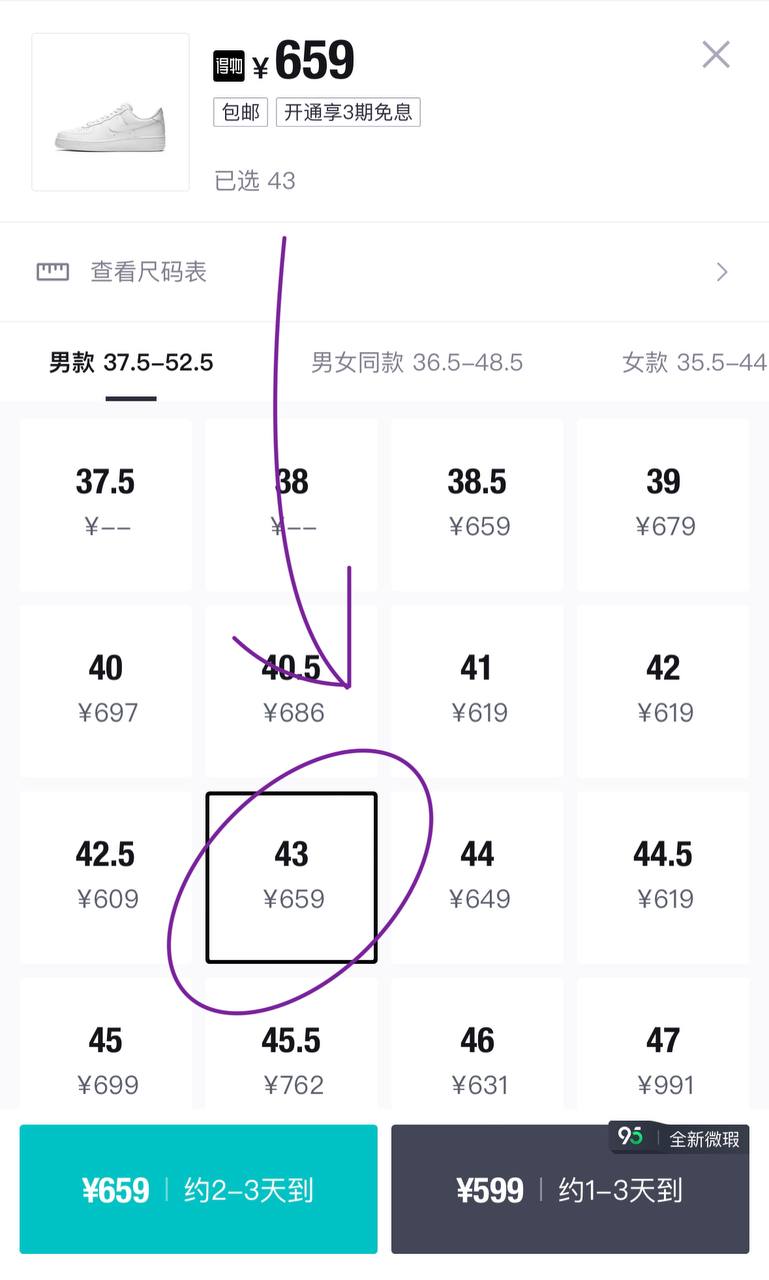 得物 ¥659
包邮 开通享3期免息
已选 43
查看尺码表
男款 37.5–52.5 男女同款 36.5–48.5 女款 35.5–44
37.5 38 38.5 39
¥-- ¥-- ¥659 ¥679
40 40.5 41 42
¥697 ¥686 ¥619 ¥619
42.5 43 44 44.5
¥609 ¥659 ¥649 ¥619
45 45.5 46 47
¥699 ¥762 ¥631 ¥991
95 全新微瑕
¥659 约2-3天到 ¥599 约1-3天到